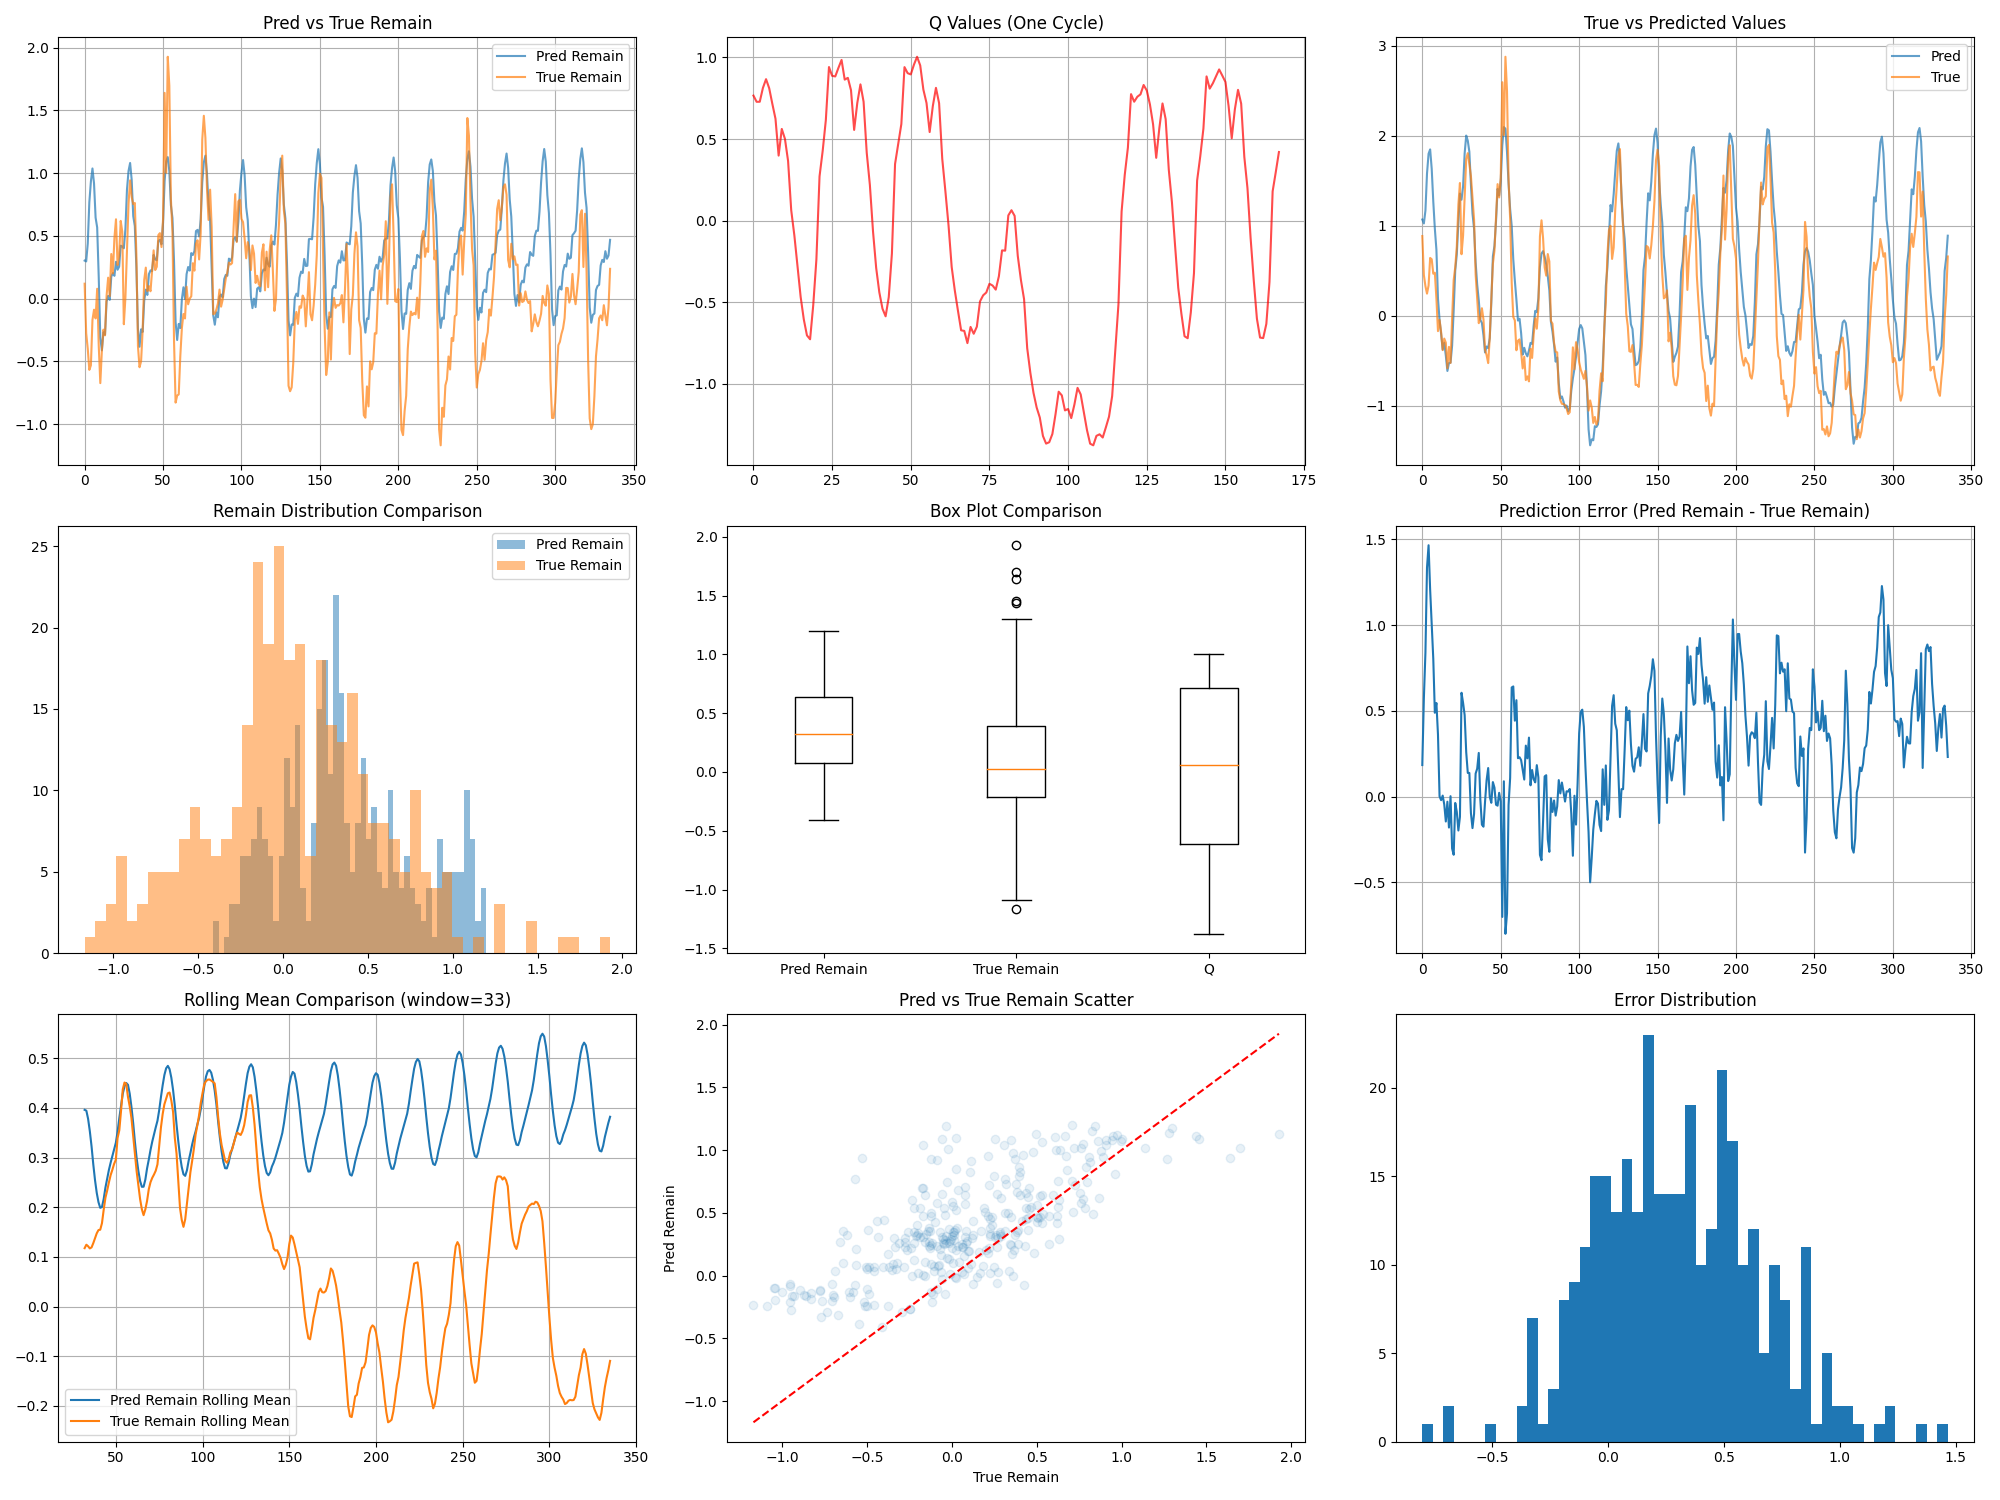 Pred vs True Remain
2.0
1.5
1.0
0.5
0.0
−0.5
−1.0
Pred Remain
True Remain
0 50 100 150 200 250 300 350
Q Values (One Cycle)
1.0
0.5
0.0
−0.5
−1.0
0 25 50 75 100 125 150 175
True vs Predicted Values
3
2
1
0
−1
Pred
True
0 50 100 150 200 250 300 350
Remain Distribution Comparison
25
20
15
10
5
0
Pred Remain
True Remain
−1.0 −0.5 0.0 0.5 1.0 1.5 2.0
Box Plot Comparison
2.0
1.5
1.0
0.5
0.0
−0.5
−1.0
−1.5
Pred Remain True Remain Q
Prediction Error (Pred Remain - True Remain)
1.5
1.0
0.5
0.0
−0.5
0 50 100 150 200 250 300 350
Rolling Mean Comparison (window=33)
0.5
0.4
0.3
0.2
0.1
0.0
−0.1
−0.2
Pred Remain Rolling Mean
True Remain Rolling Mean
50 100 150 200 250 300 350
Pred vs True Remain Scatter
Pred Remain
2.0
1.5
1.0
0.5
0.0
−0.5
−1.0
−1.0 −0.5 0.0 0.5 1.0 1.5 2.0
True Remain
Error Distribution
20
15
10
5
0
−0.5 0.0 0.5 1.0 1.5